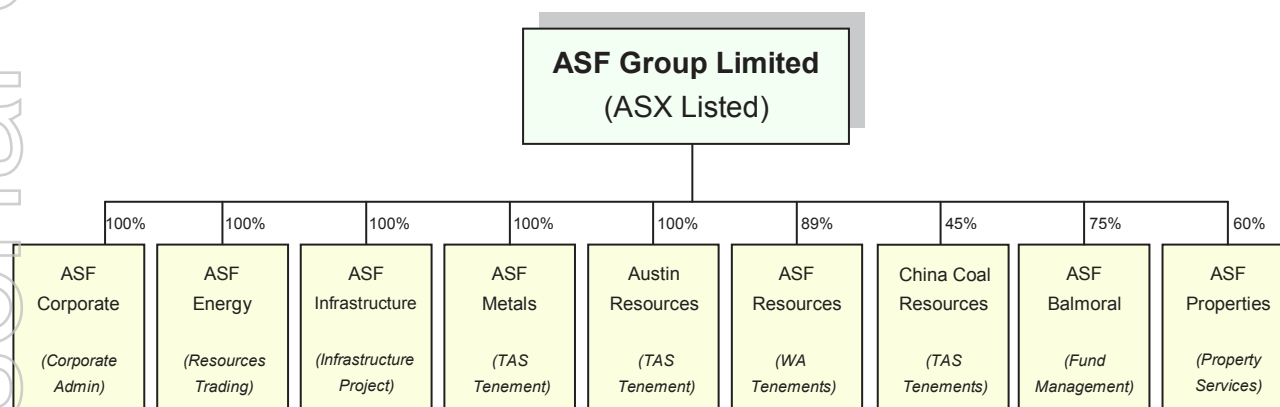 ASF Group Limited
(ASX Listed)
100%
100%
100%
100%
100%
89%
45%
75%
60%
ASF
Corporate
(Corporate
Admin)
ASF
Energy
(Resources
Trading)
ASF
Infrastructure
(Infrastructure
Project)
ASF
Metals
(TAS
Tenement)
Austin
Resources
(TAS
Tenement)
ASF
Resources
(WA
Tenements)
China Coal
Resources
(TAS
Tenements)
ASF
Balmoral
(Fund
Management)
ASF
Properties
(Property
Services)